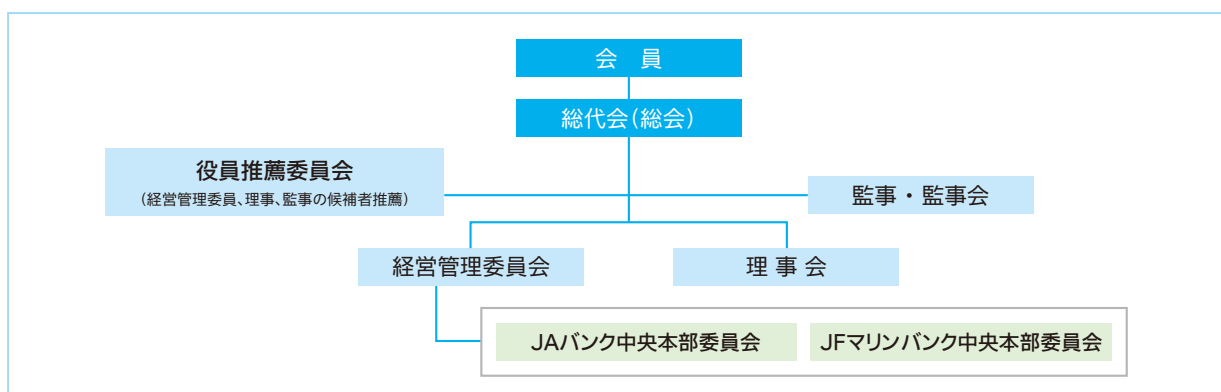 会　員
総代会（総会）
役員推薦委員会
（経営管理委員、理事、監事の候補者推薦）
監事・監事会
経営管理委員会
理 事 会
JAバンク中央本部委員会
JFマリンバンク中央本部委員会